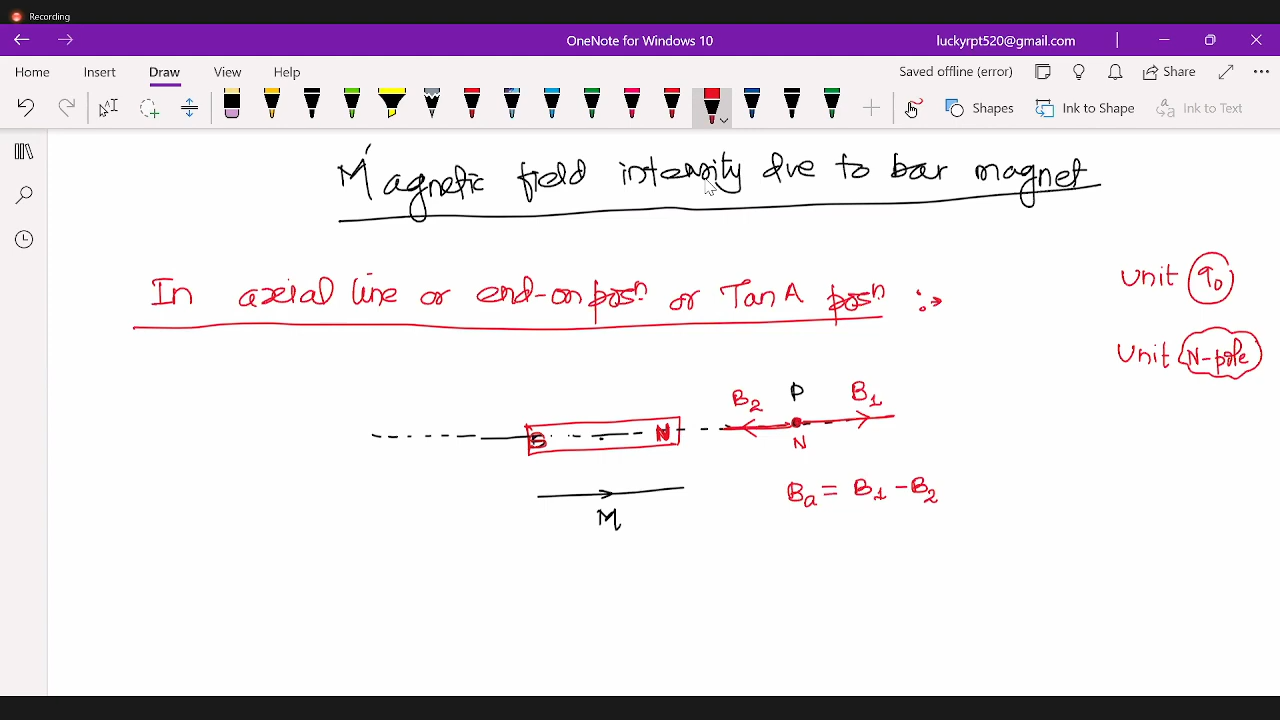 Recording
OneNote for Windows 10
luckyrpt520@gmail.com
Home Insert Draw View Help
Saved offline (error)
Share
Shapes
Ink to Shape
Ink to Text
Magnetic field intensity due to bar magnet
In axial line or end-on posn or Tan A posn :→
Unit q0
Unit N-pole
B2 P B1
S N
N
M
Ba = B1 - B2